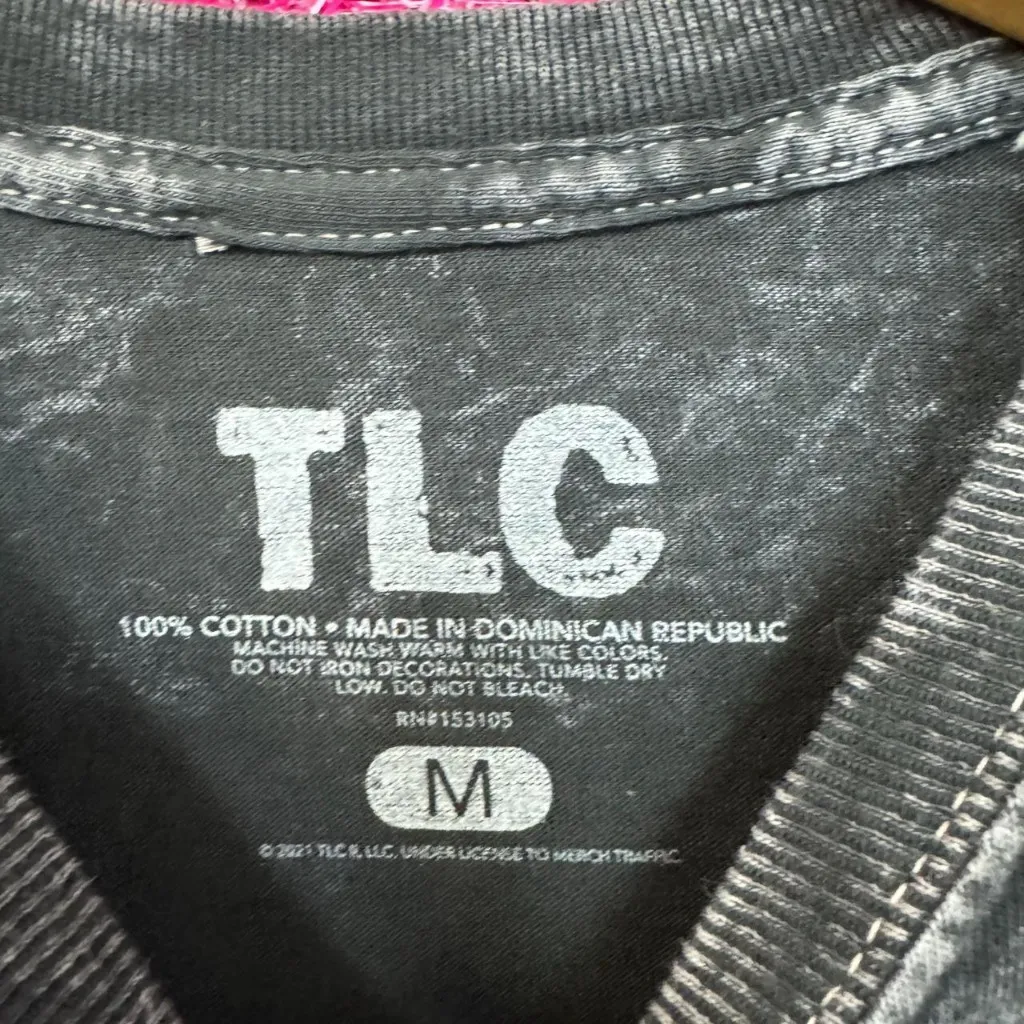 TLC
100% COTTON • MADE IN DOMINICAN REPUBLIC
MACHINE WASH WARM WITH LIKE COLORS.
DO NOT IRON DECORATIONS. TUMBLE DRY
LOW. DO NOT BLEACH.
RN#153105
M
© 2021 TLC II, LLC. UNDER LICENSE TO MERCH TRAFFIC.